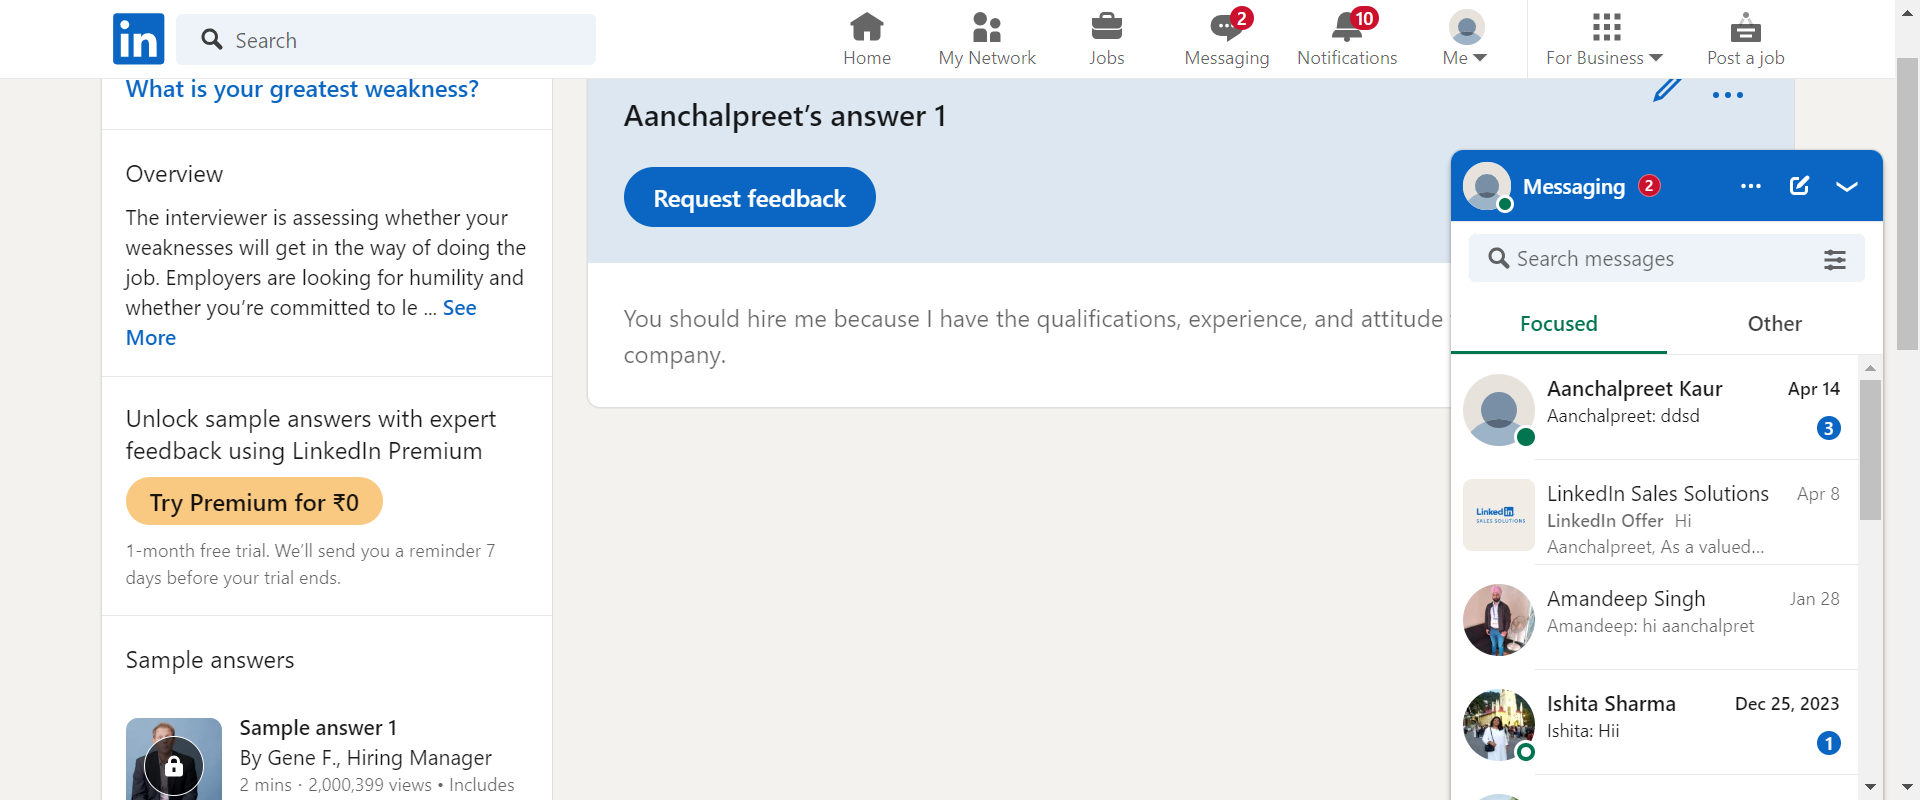 in
Search
Home
My Network
Jobs
2
Messaging
10
Notifications
Me
For Business
Post a job
What is your greatest weakness?
Overview
The interviewer is assessing whether your
weaknesses will get in the way of doing the
job. Employers are looking for humility and
whether you’re committed to le ... See
More
Unlock sample answers with expert
feedback using LinkedIn Premium
Try Premium for ₹0
1-month free trial. We’ll send you a reminder 7
days before your trial ends.
Sample answers
Sample answer 1
By Gene F., Hiring Manager
2 mins · 2,000,399 views • Includes
Aanchalpreet’s answer 1
Request feedback
You should hire me because I have the qualifications, experience, and attitude
company.
Messaging 2
Search messages
Focused
Other
Aanchalpreet Kaur Apr 14
Aanchalpreet: ddsd
3
LinkedIn Sales Solutions Apr 8
LinkedIn Offer Hi
Aanchalpreet, As a valued...
Linked in
SALES SOLUTIONS
Amandeep Singh Jan 28
Amandeep: hi aanchalpret
Ishita Sharma Dec 25, 2023
Ishita: Hii
1